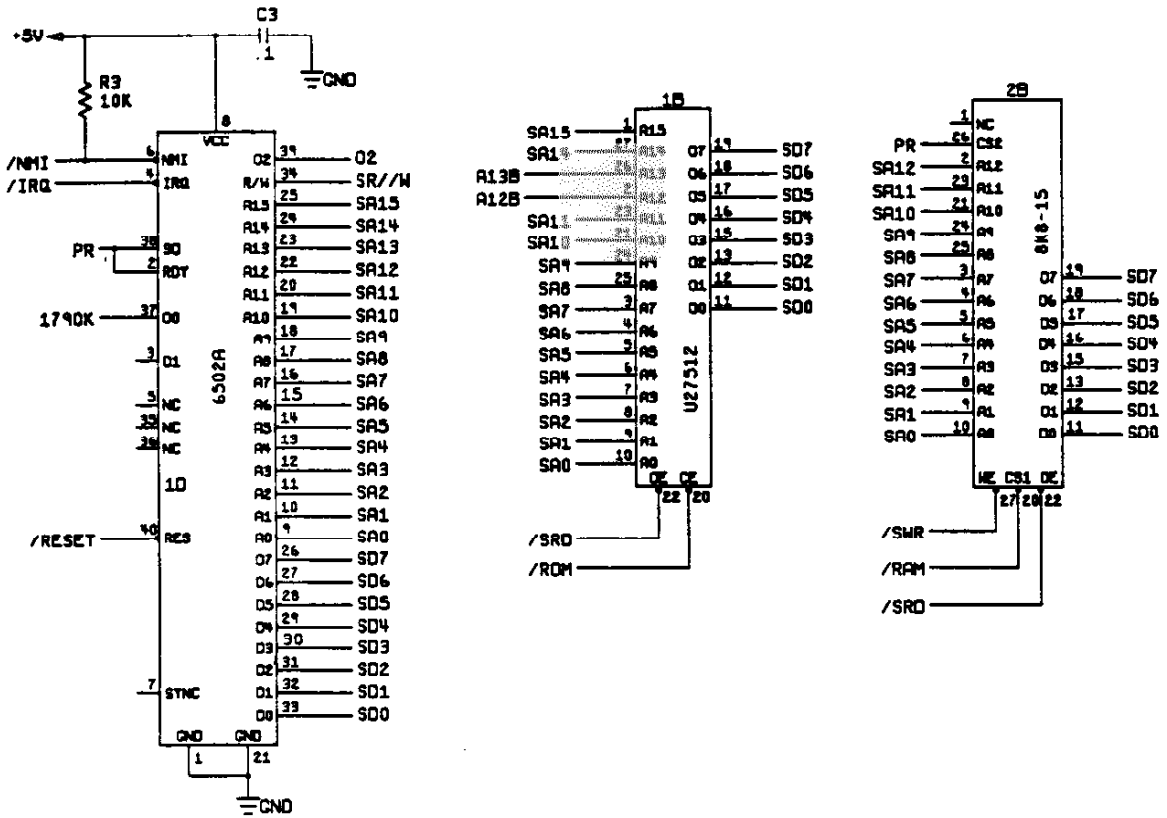 C3
+5V
.1
GND
R3
10K
8
VCC
/NMI 6 NMI
/IRQ 4 IRQ
PR 38 SO
2 RDY
1790K 37 O0
3 O1
5 NC
35 NC
36 NC
6502A
1D
/RESET 40 RES
7 SYNC
O2 39 O2
R/W 34 SR//W
A15 25 SA15
A14 24 SA14
A13 23 SA13
A12 22 SA12
A11 20 SA11
A10 19 SA10
A9 18 SA9
A8 17 SA8
A7 16 SA7
A6 15 SA6
A5 14 SA5
A4 13 SA4
A3 12 SA3
A2 11 SA2
A1 10 SA1
A0 9 SA0
D7 26 SD7
D6 27 SD6
D5 28 SD5
D4 29 SD4
D3 30 SD3
D2 31 SD2
D1 32 SD1
D0 33 SD0
GND GND
1 21
GND
1B
SA15 1 A15
SA14 27 A14
A13B 26 A13
A12B 2 A12
SA11 23 A11
SA10 21 A10
SA9 A9
SA8 25 A8
SA7 3 A7
SA6 4 A6
SA5 5 A5
SA4 6 A4
SA3 7 A3
SA2 8 A2
SA1 9 A1
SA0 10 A0
U27512
O7 19 SD7
O6 18 SD6
O5 17 SD5
O4 16 SD4
O3 15 SD3
O2 13 SD2
O1 12 SD1
O0 11 SD0
OE CE
22 20
/SRD
/ROM
2B
1 NC
PR 26 CS2
SA12 2 A12
SA11 23 A11
SA10 21 A10
SA9 24 A9
SA8 25 A8
SA7 3 A7
SA6 4 A6
SA5 5 A5
SA4 6 A4
SA3 7 A3
SA2 8 A2
SA1 9 A1
SA0 10 A0
8K8-15
O7 19 SD7
D6 18 SD6
D5 17 SD5
D4 16 SD4
D3 15 SD3
D2 13 SD2
D1 12 SD1
D0 11 SD0
WE CS1 OE
27 20 22
/SWR
/RAM
/SRD